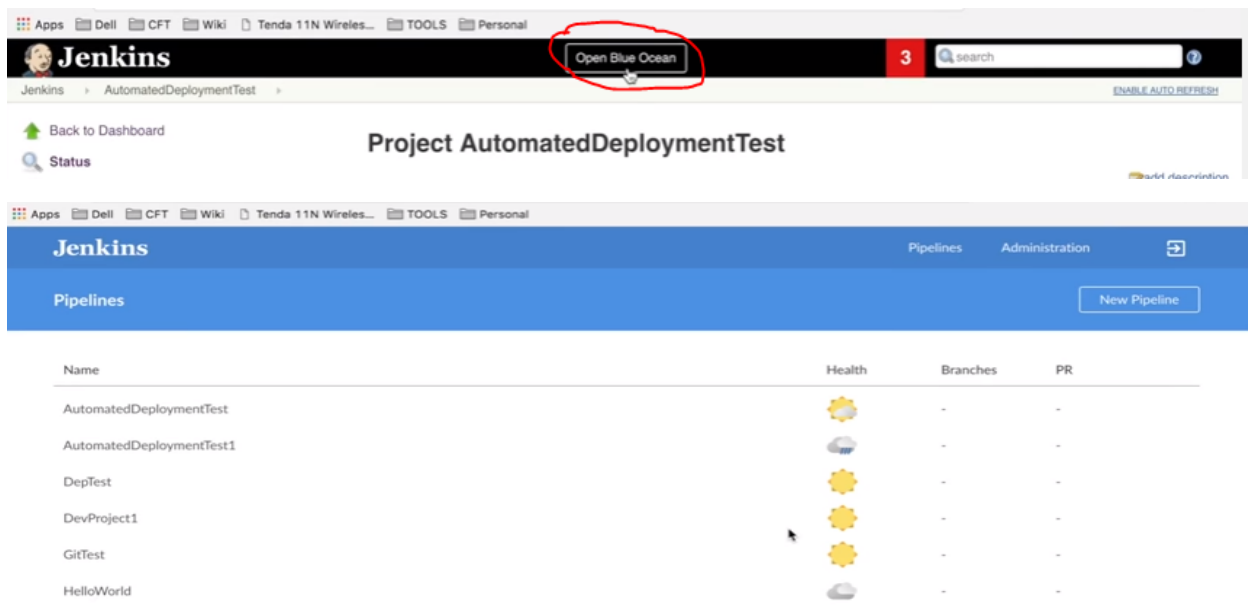 Apps Dell CFT Wiki Tenda 11N Wireles... TOOLS Personal
Jenkins Open Blue Ocean 3 search
Jenkins AutomatedDeploymentTest ENABLE AUTO REFRESH
Back to Dashboard
Project AutomatedDeploymentTest
Status
add description
Apps Dell CFT Wiki Tenda 11N Wireles... TOOLS Personal
Jenkins Pipelines Administration
Pipelines New Pipeline
Name Health Branches PR
AutomatedDeploymentTest - -
AutomatedDeploymentTest1 - -
DepTest - -
DevProject1 - -
GitTest - -
HelloWorld - -